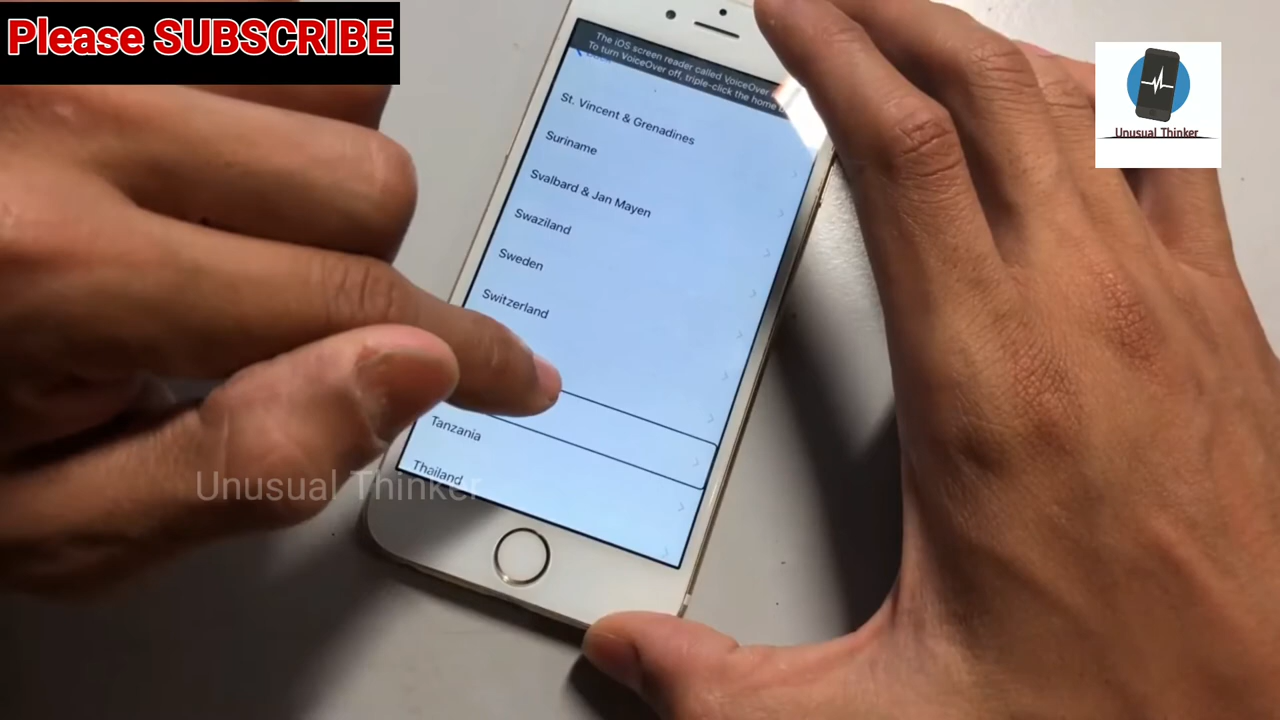 Please SUBSCRIBE
Unusual Thinker
The iOS screen reader called VoiceOver
To turn VoiceOver off, triple-click the home
St. Vincent & Grenadines
Suriname
Svalbard & Jan Mayen
Swaziland
Sweden
Switzerland
Tanzania
Thailand
Unusual Thinker